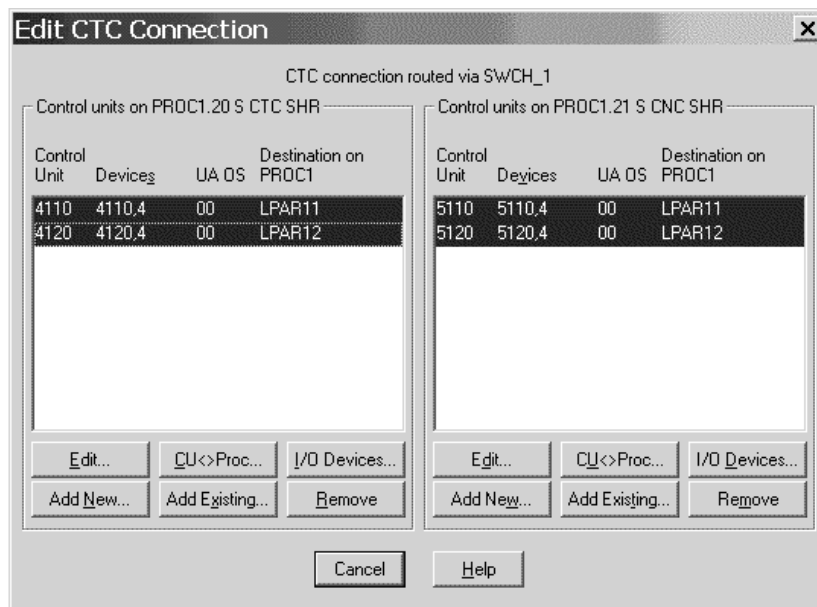 Edit CTC Connection
CTC connection routed via SWCH_1
Control units on PROC1.20 S CTC SHR
Control Unit Devices UA OS Destination on PROC1
4110 4110,4 00 LPAR11
4120 4120,4 00 LPAR12
Edit... CU<>Proc... I/O Devices...
Add New... Add Existing... Remove
Control units on PROC1.21 S CNC SHR
Control Unit Devices UA OS Destination on PROC1
5110 5110,4 00 LPAR11
5120 5120,4 00 LPAR12
Edit... CU<>Proc... I/O Devices...
Add New... Add Existing... Remove
Cancel Help